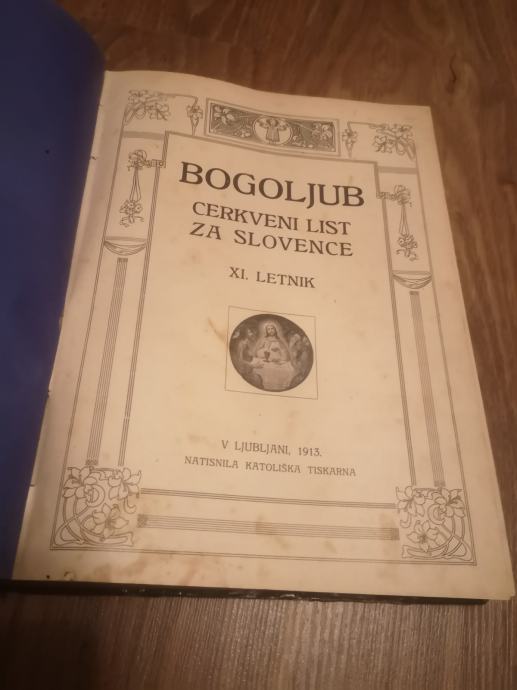 BOGOLJUB
CERKVENI LIST
ZA SLOVENCE
XI. LETNIK
V LJUBLJANI, 1913.
NATISNILA KATOLIŠKA TISKARNA